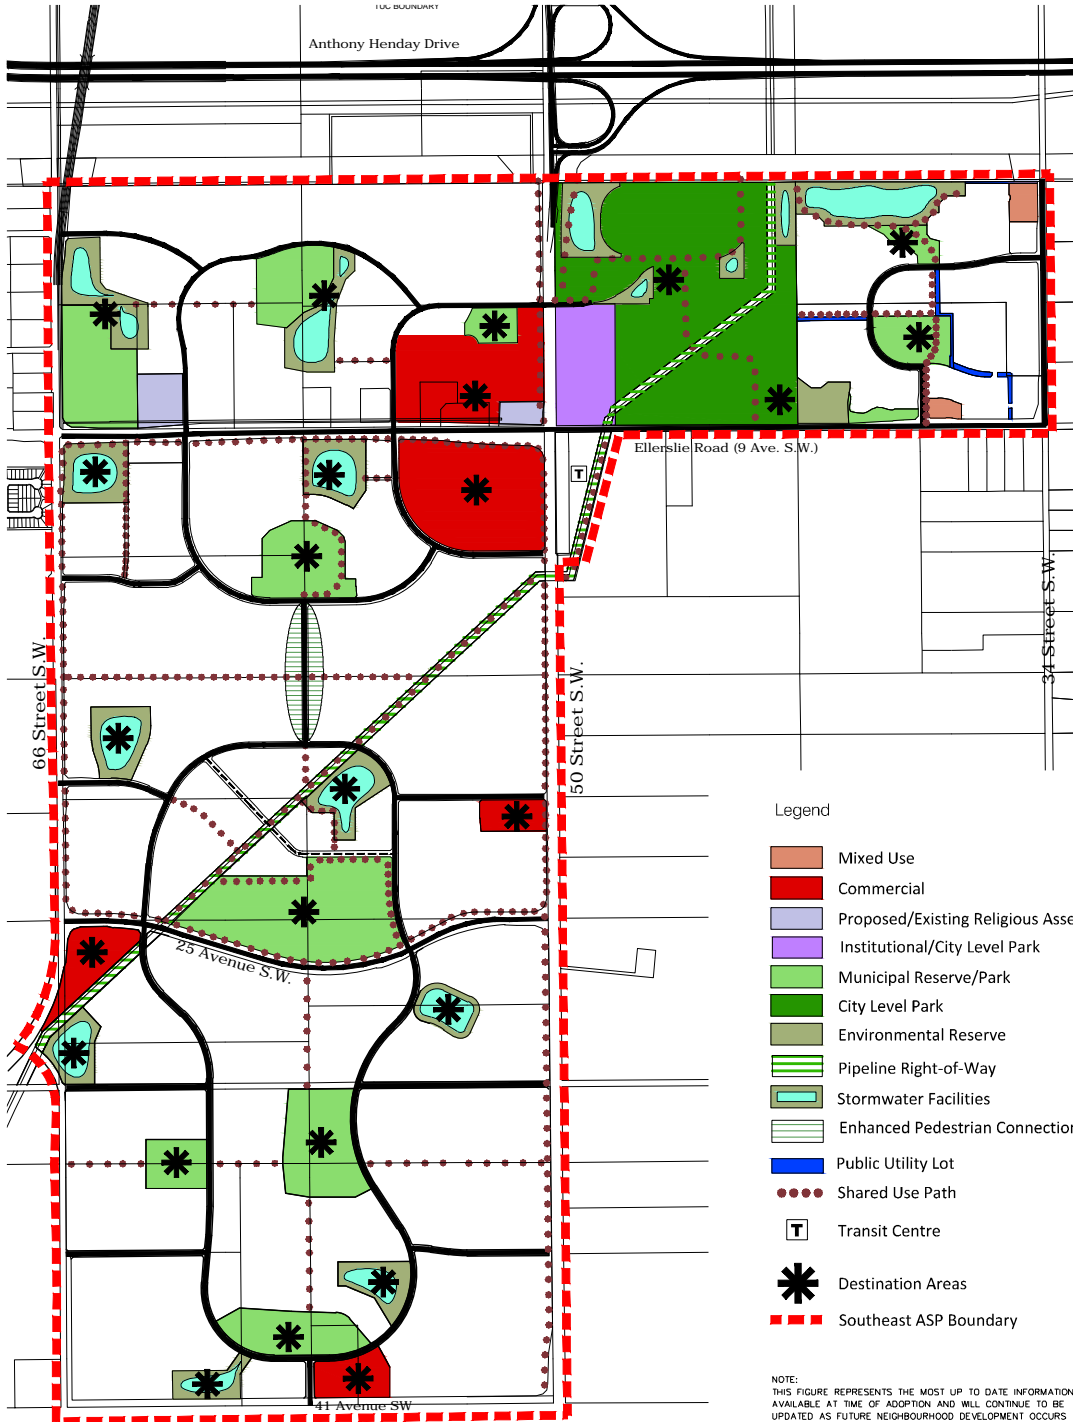 TUC BOUNDARY
Anthony Henday Drive
Ellerslie Road (9 Ave. S.W.)
T
66 Street S.W.
50 Street S.W.
34 Street S.W.
25 Avenue S.W.
41 Avenue SW
Legend
Mixed Use
Commercial
Proposed/Existing Religious Asse
Institutional/City Level Park
Municipal Reserve/Park
City Level Park
Environmental Reserve
Pipeline Right-of-Way
Stormwater Facilities
Enhanced Pedestrian Connection
Public Utility Lot
Shared Use Path
T
Transit Centre
Destination Areas
Southeast ASP Boundary
NOTE:
THIS FIGURE REPRESENTS THE MOST UP TO DATE INFORMATION
AVAILABLE AT TIME OF ADOPTION AND WILL CONTINUE TO BE
UPDATED AS FUTURE NEIGHBOURHOOD DEVELOPMENT OCCURS